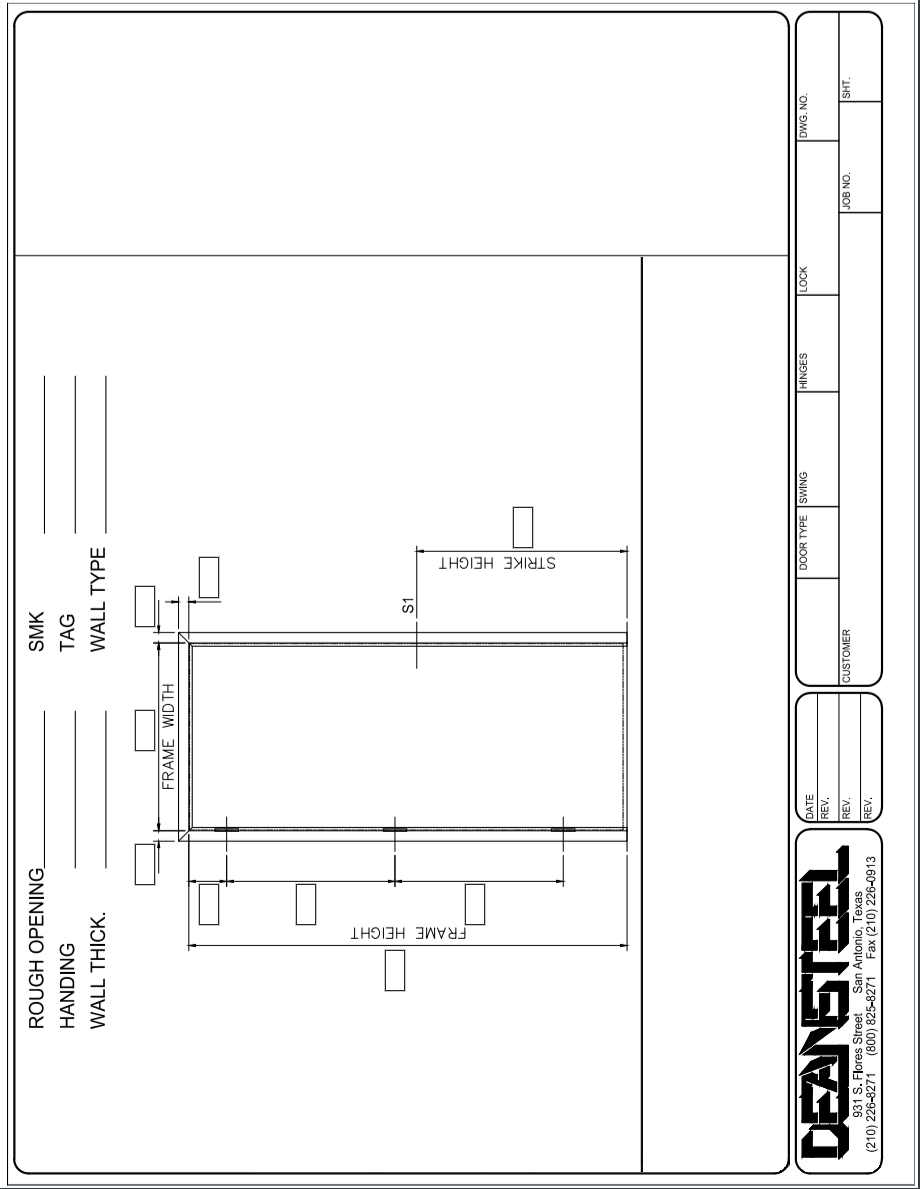 ROUGH OPENING
SMK
HANDING
TAG
WALL THICK.
WALL TYPE
FRAME WIDTH
S1
STRIKE HEIGHT
FRAME HEIGHT
DEANSTEEL
931 S. Flores Street San Antonio, Texas
(210) 226-8271 (800) 825-8271 Fax (210) 226-0913
DATE
REV.
REV.
REV.
DOOR TYPE
SWING
HINGES
LOCK
DWG. NO.
CUSTOMER
JOB NO.
SHT.